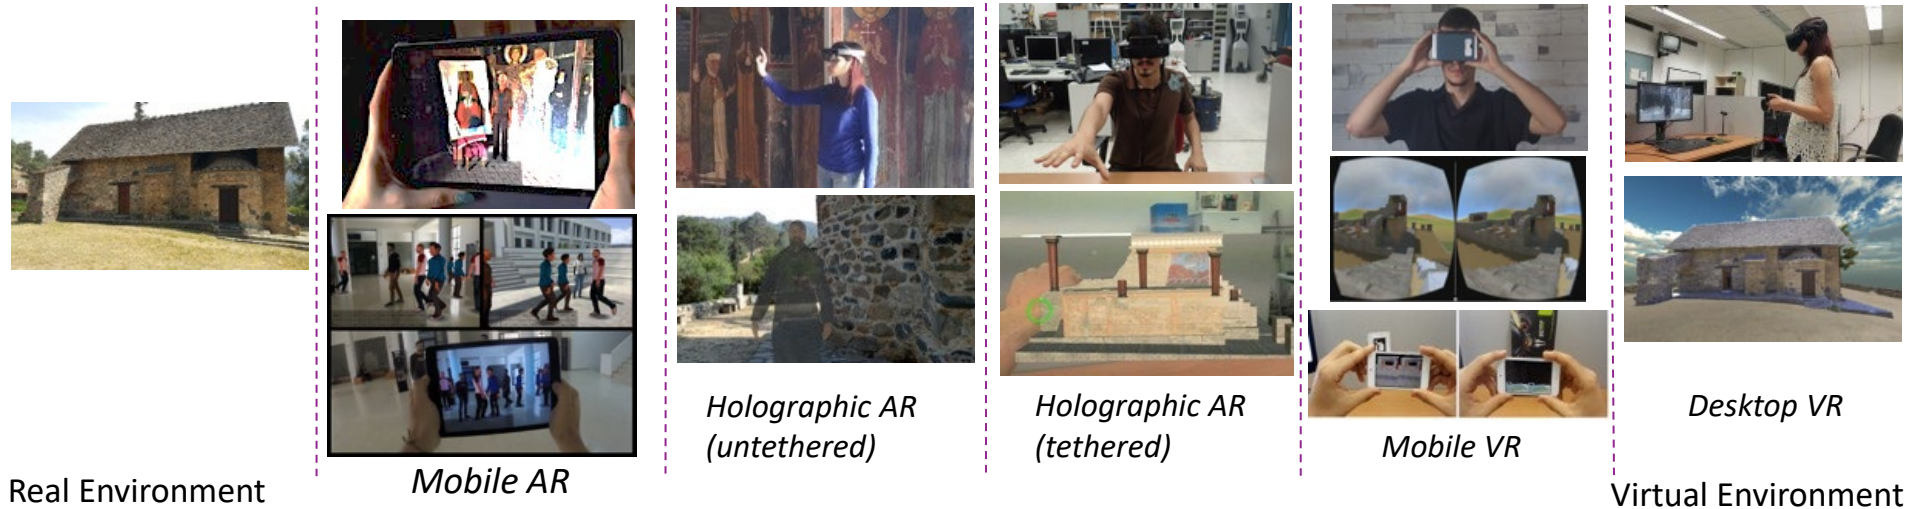 Holographic AR
(untethered)
Holographic AR
(tethered)
Desktop VR
Mobile VR
Mobile AR
Real Environment
Virtual Environment